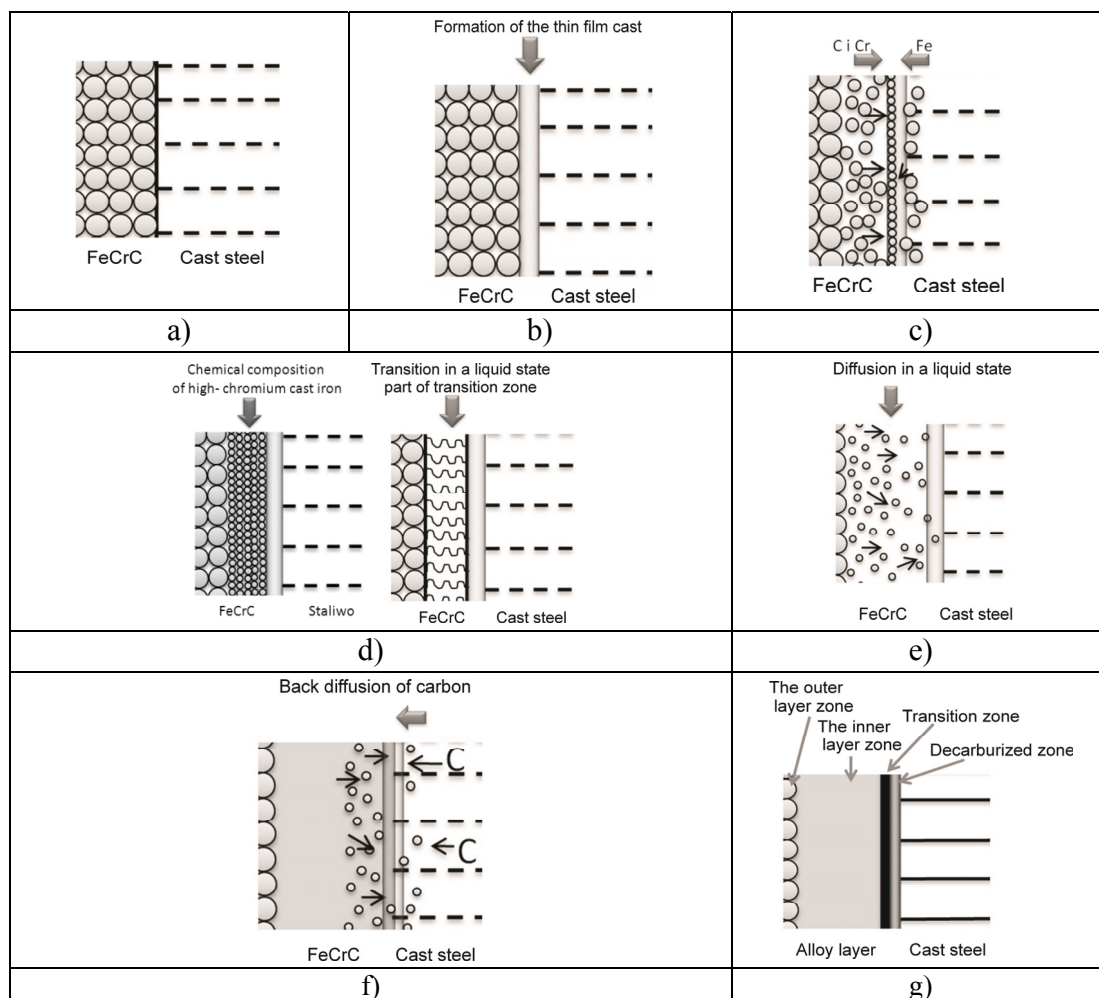 FeCrC Cast steel
a)
Formation of the thin film cast
FeCrC Cast steel
b)
C i Cr Fe
FeCrC Cast steel
c)
Chemical composition
of high- chromium cast iron
FeCrC Staliwo
Transition in a liquid state
part of transition zone
FeCrC Cast steel
d)
Diffusion in a liquid state
FeCrC Cast steel
e)
Back diffusion of carbon
C
C
FeCrC Cast steel
f)
The outer
layer zone
The inner
layer zone
Transition zone
Decarburized zone
Alloy layer Cast steel
g)